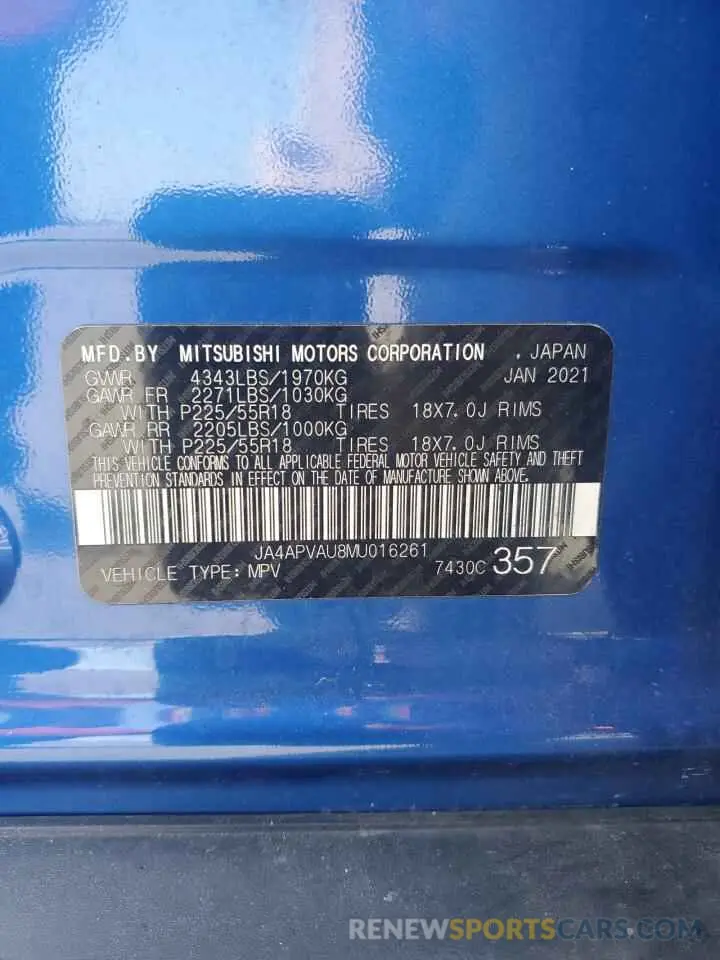 MFD.BY MITSUBISHI MOTORS CORPORATION , JAPAN
GVWR 4343LBS/1970KG JAN 2021
GAWR FR 2271LBS/1030KG
WITH P225/55R18 TIRES 18X7.0J RIMS
GAWR RR 2205LBS/1000KG
WITH P225/55R18 TIRES 18X7.0J RIMS
THIS VEHICLE CONFORMS TO ALL APPLICABLE FEDERAL MOTOR VEHICLE SAFETY AND THEFT
PREVENTION STANDARDS IN EFFECT ON THE DATE OF MANUFACTURE SHOWN ABOVE.
JA4APVAU8MU016261
VEHICLE TYPE: MPV 7430C 357
RENEWSPORTSCARS.COM